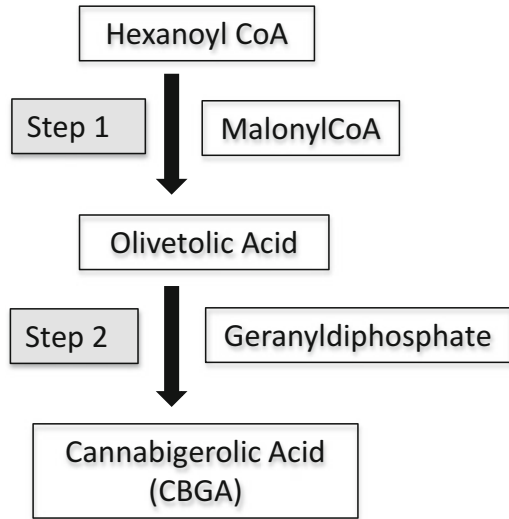 Hexanoyl CoA
Step 1
MalonylCoA
Olivetolic Acid
Step 2
Geranyldiphosphate
Cannabigerolic Acid
(CBGA)